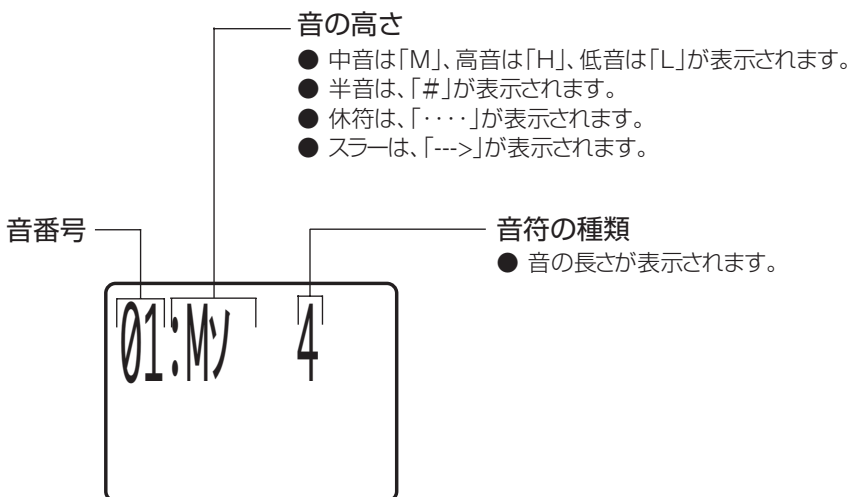 音の高さ
● 中音は「M」、高音は「H」、低音は「L」が表示されます。
● 半音は、「＃」が表示されます。
● 休符は、「････」が表示されます。
● スラーは、「--->」が表示されます。
音番号
音符の種類
● 音の長さが表示されます。
01:Mソ 4